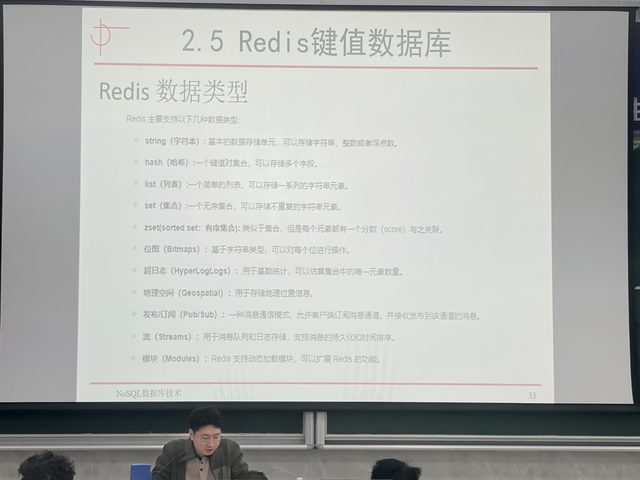 2.5 Redis键值数据库
Redis 数据类型
Redis 主要支持以下几种数据类型:
string（字符串）: 基本的数据存储单元，可以存储字符串、整数或者浮点数。
hash（哈希）:一个键值对集合，可以存储多个字段。
list（列表）:一个简单的列表，可以存储一系列的字符串元素。
set（集合）:一个无序集合，可以存储不重复的字符串元素。
zset(sorted set：有序集合): 类似于集合，但是每个元素都有一个分数（score）与之关联。
位图（Bitmaps）：基于字符串类型，可以对每个位进行操作。
超日志（HyperLogLogs）：用于基数统计，可以估算集合中的唯一元素数量。
地理空间（Geospatial）：用于存储地理位置信息。
发布/订阅（Pub/Sub）：一种消息通信模式，允许客户端订阅消息通道，并接收发布到该通道的消息。
流（Streams）：用于消息队列和日志存储，支持消息的持久化和时间排序。
模块（Modules）：Redis 支持动态加载模块，可以扩展 Redis 的功能。
NoSQL数据库技术
33